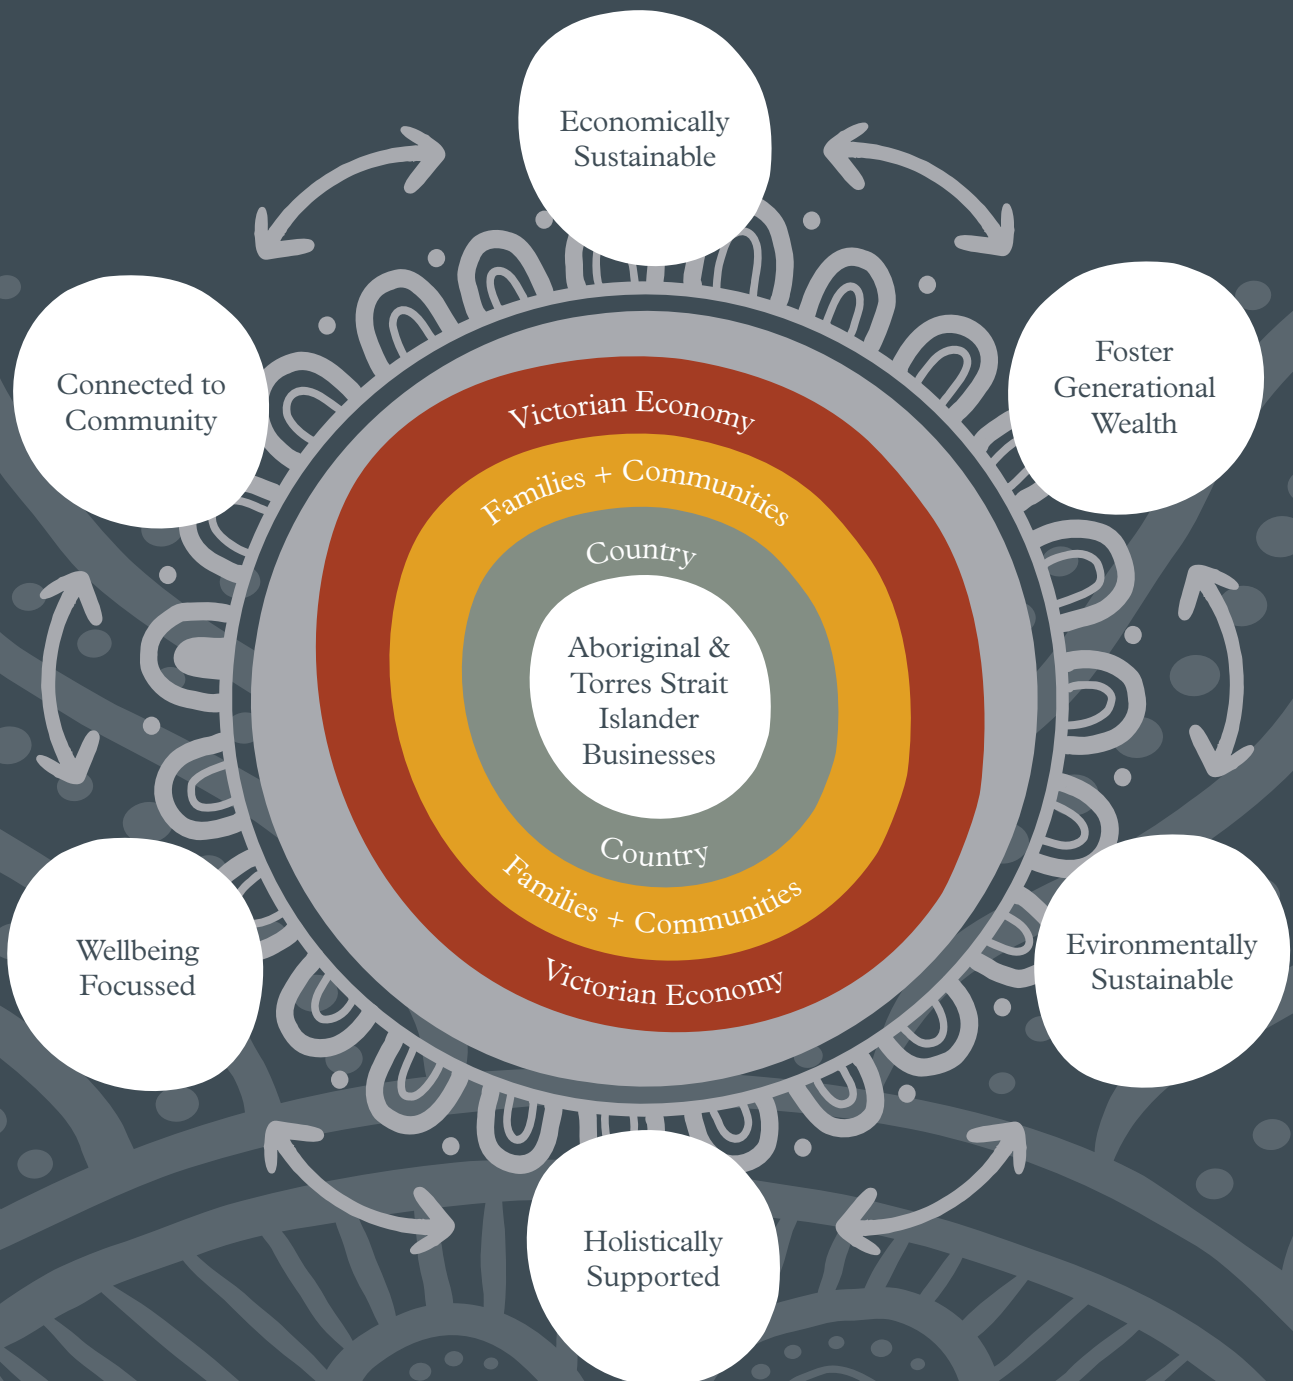 Economically
Sustainable
Connected to
Community
Foster
Generational
Wealth
Victorian Economy
Families + Communities
Country
Aboriginal &
Torres Strait
Islander
Businesses
Country
Families + Communities
Victorian Economy
Wellbeing
Focussed
Evironmentally
Sustainable
Holistically
Supported